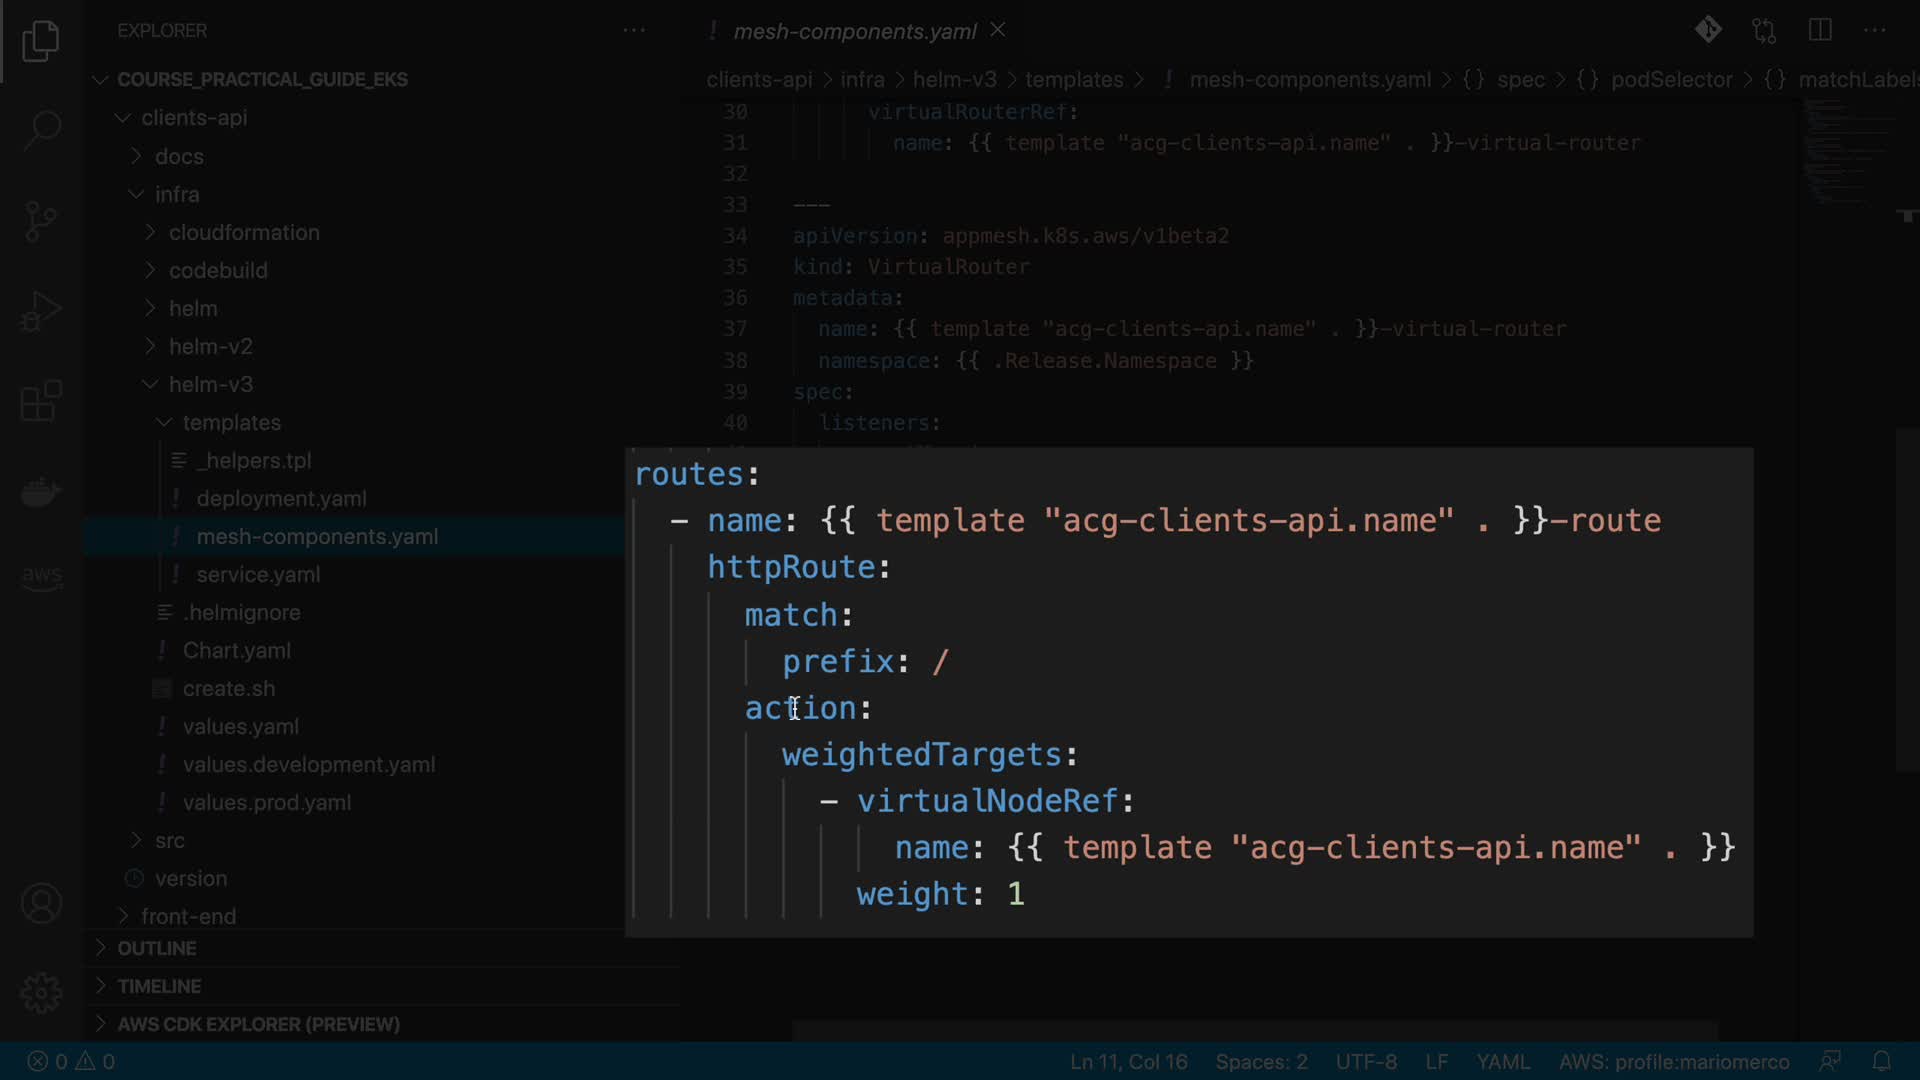 EXPLORER
mesh-components.yaml
COURSE_PRACTICAL_GUIDE_EKS
clients-api
docs
infra
cloudformation
codebuild
helm
helm-v2
helm-v3
templates
_helpers.tpl
deployment.yaml
mesh-components.yaml
service.yaml
.helmignore
Chart.yaml
create.sh
values.yaml
values.development.yaml
values.prod.yaml
src
version
front-end
OUTLINE
TIMELINE
AWS CDK EXPLORER (PREVIEW)
aws
clients-api > infra > helm-v3 > templates > ! mesh-components.yaml > {} spec > {} podSelector > {} matchLabels
30 virtualRouterRef:
31 name: {{ template "acg-clients-api.name" . }}-virtual-router
32
33 ---
34 apiVersion: appmesh.k8s.aws/v1beta2
35 kind: VirtualRouter
36 metadata:
37 name: {{ template "acg-clients-api.name" . }}-virtual-router
38 namespace: {{ .Release.Namespace }}
39 spec:
40 listeners:
routes:
- name: {{ template "acg-clients-api.name" . }}-route
httpRoute:
match:
prefix: /
action:
weightedTargets:
- virtualNodeRef:
name: {{ template "acg-clients-api.name" . }}
weight: 1
0 0 Ln 11, Col 16 Spaces: 2 UTF-8 LF YAML AWS: profile:mariomerco